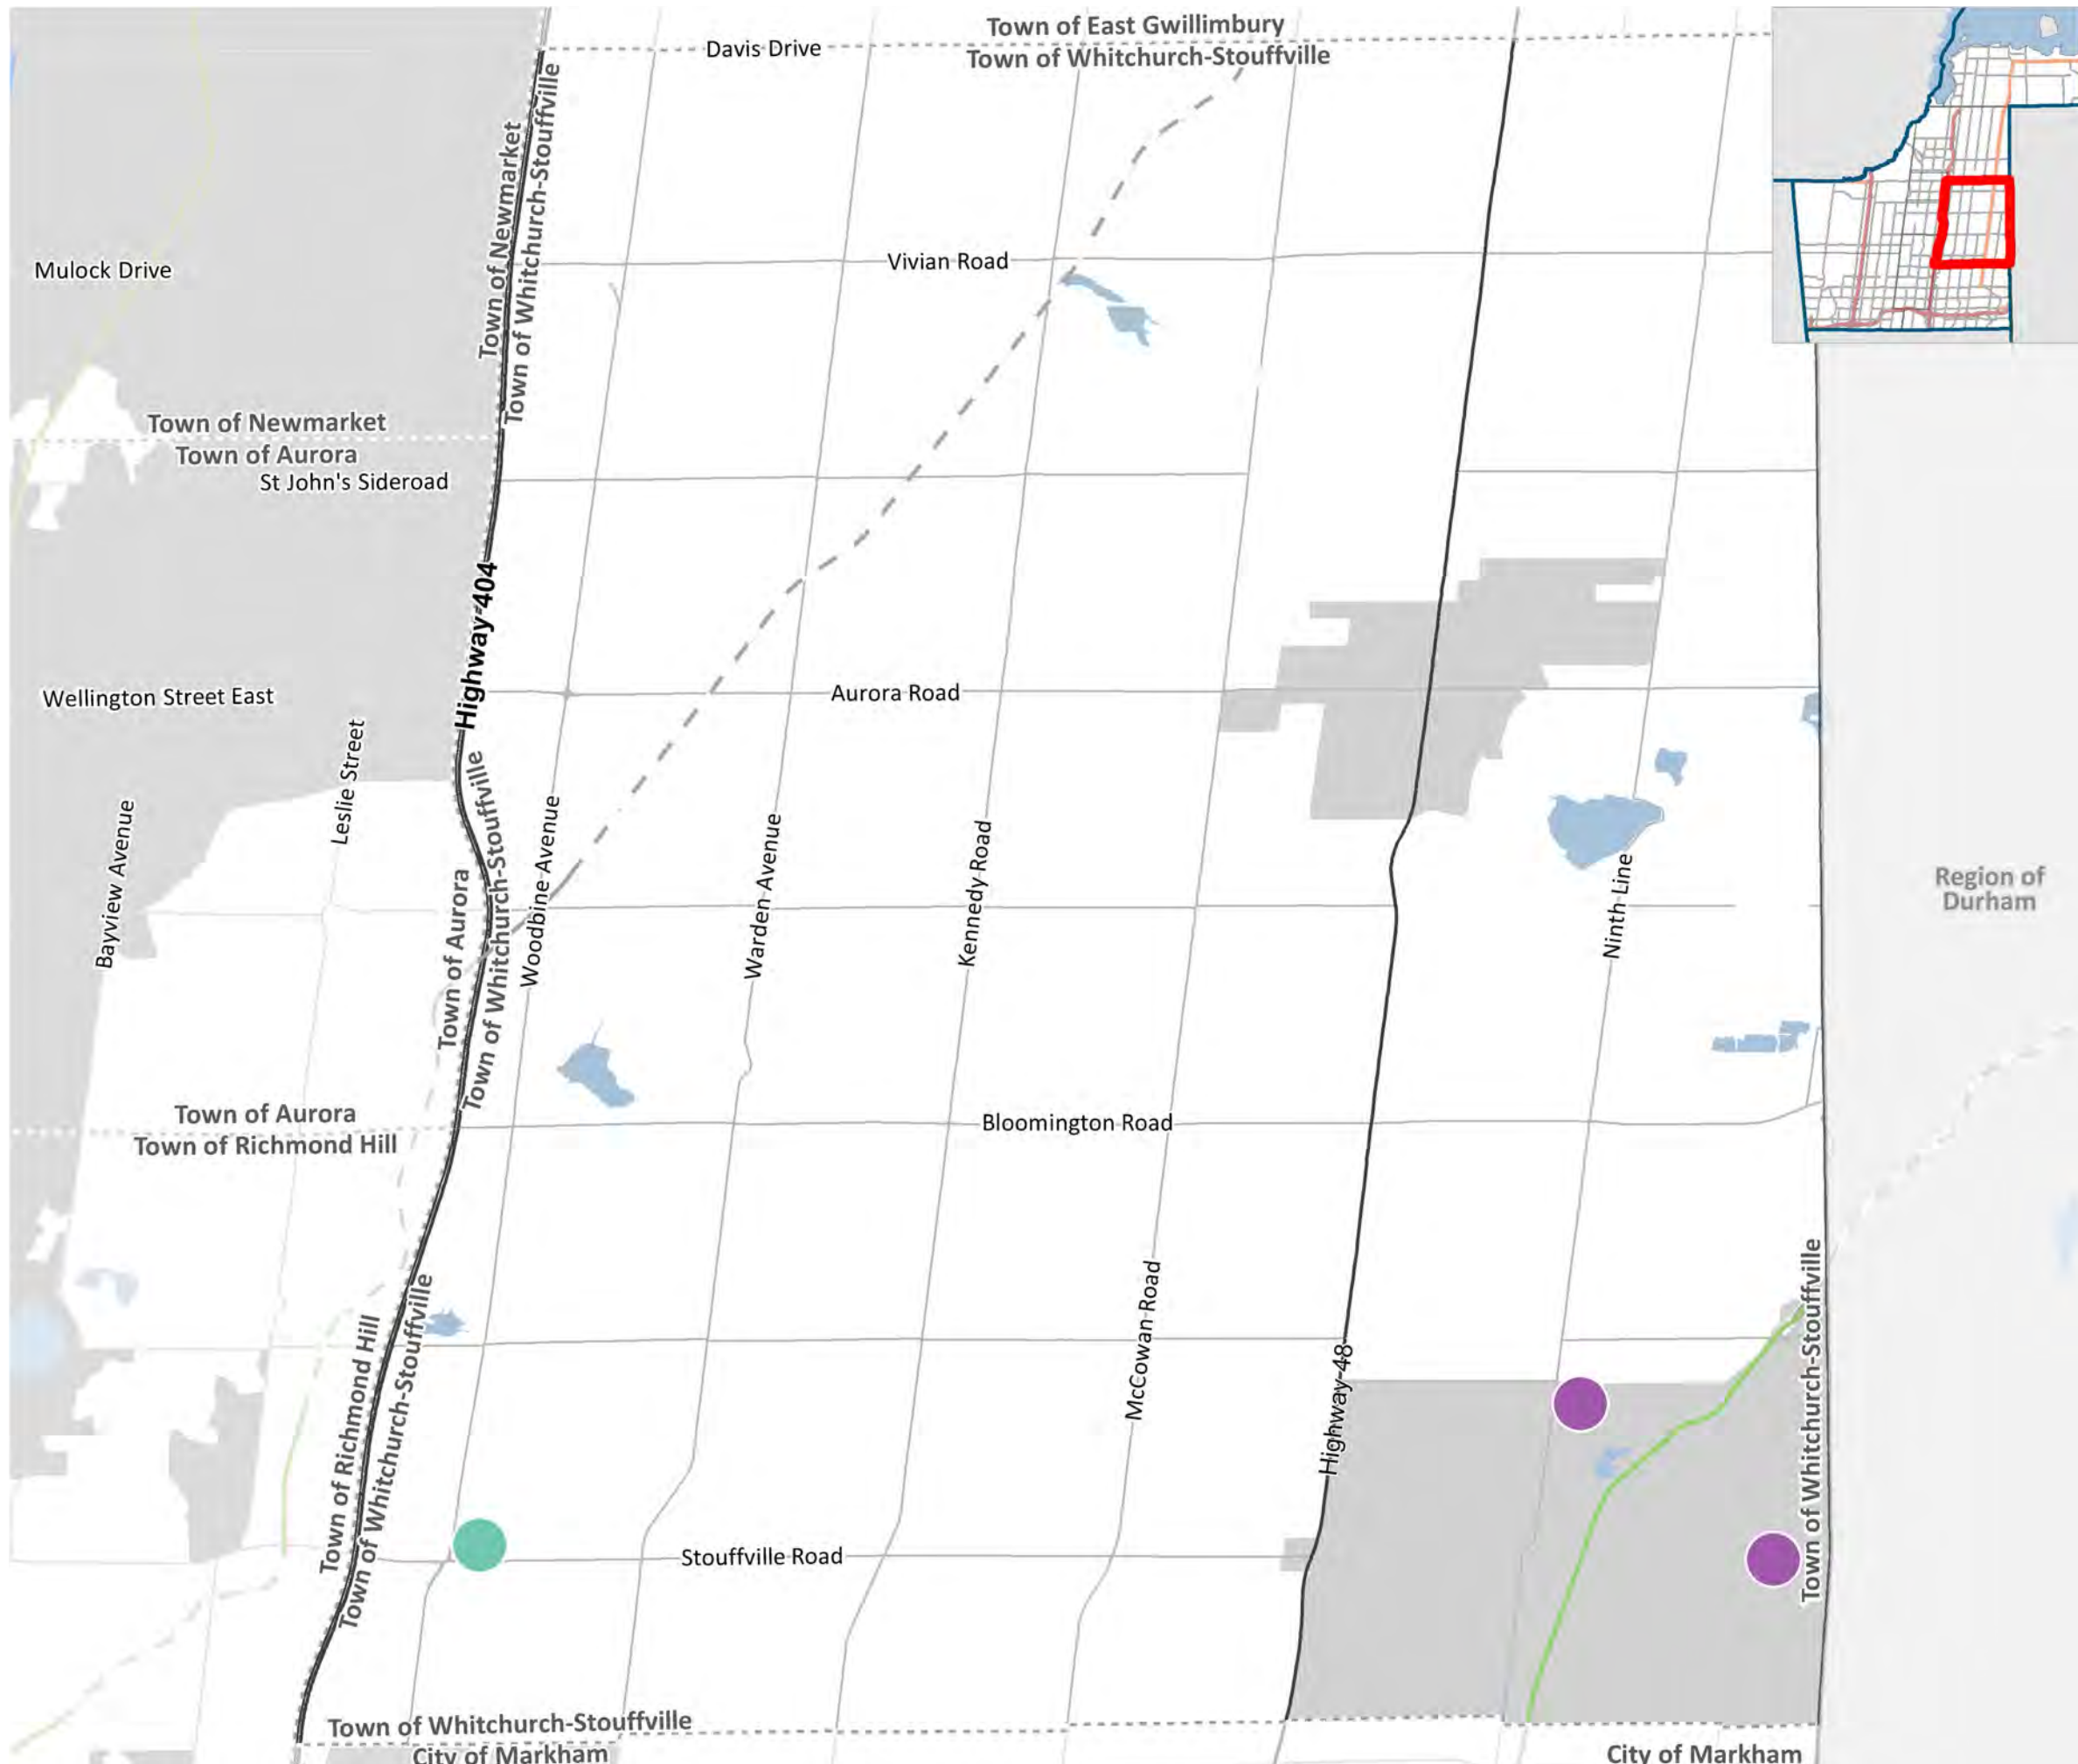 Town of East Gwillimbury
Davis Drive
Town of Whitchurch-Stouffville
Town of Newmarket
Town of Whitchurch-Stouffville
Vivian Road
Mulock Drive
Town of Newmarket
Town of Aurora
St John's Sideroad
Highway 404
Aurora Road
Wellington Street East
Leslie Street
Bayview Avenue
Town of Aurora
Town of Whitchurch-Stouffville
Woodbine Avenue
Warden Avenue
Kennedy Road
Ninth Line
Region of
Durham
Town of Aurora
Town of Richmond Hill
Bloomington Road
McCowan Road
Highway 48
Town of Whitchurch-Stouffville
Town of Richmond Hill
Town of Whitchurch-Stouffville
Stouffville Road
Town of Whitchurch-Stouffville
City of Markham
City of Markham